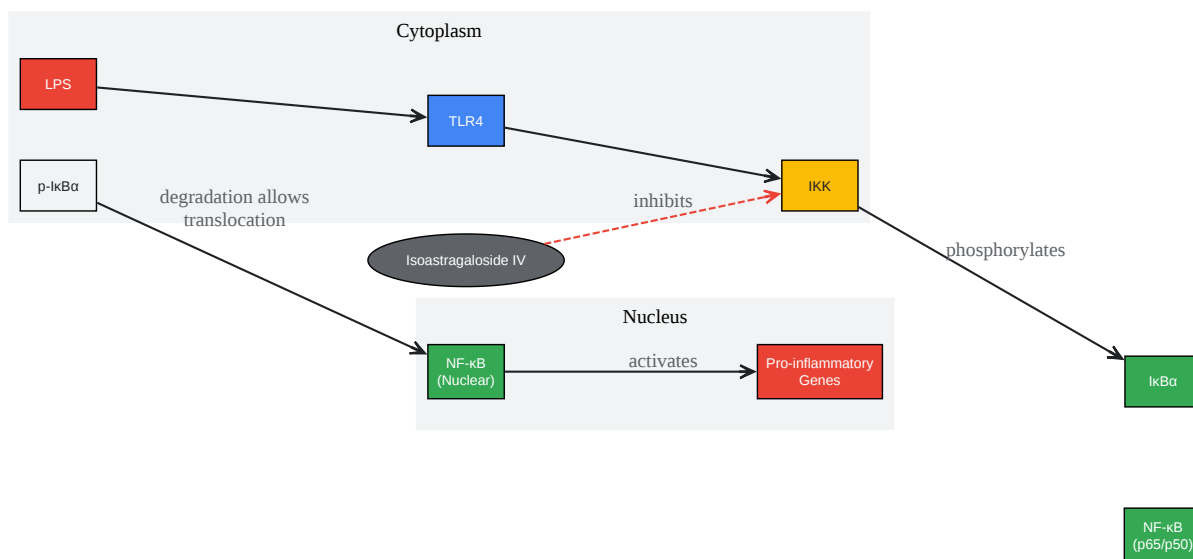 Cytoplasm
LPS
TLR4
p-IκBα
degradation allows
translocation
inhibits
IKK
Isoastragaloside IV
phosphorylates
Nucleus
NF-κB
(Nuclear)
activates
Pro-inflammatory
Genes
IκBα
NF-κB
(p65/p50)